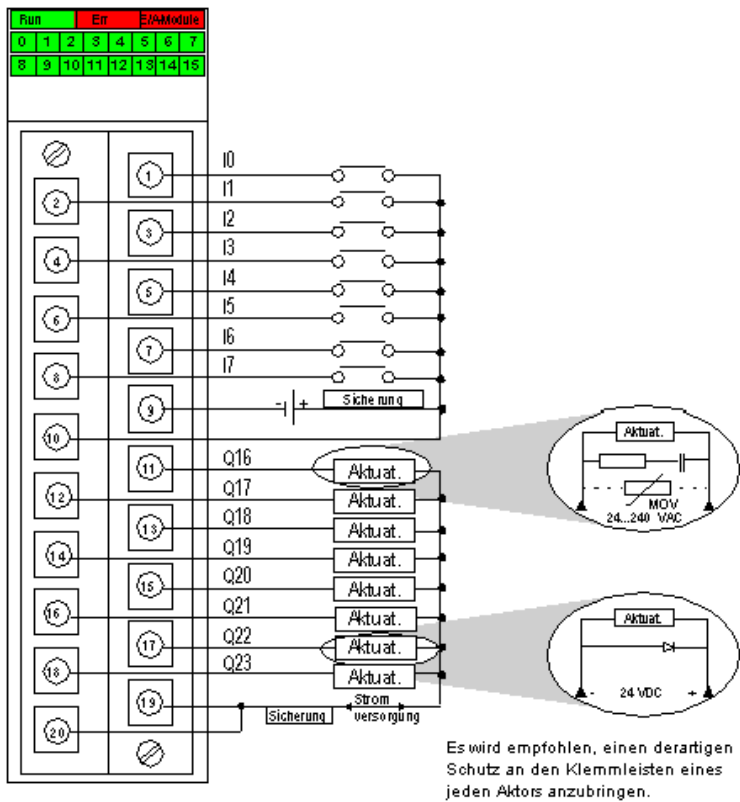 Run Err E/A-Module
0 1 2 3 4 5 6 7
8 9 10 11 12 13 14 15
1 I0
2 I1
3 I2
4 I3
5 I4
6 I5
7 I6
8 I7
9 - + Sicherung
10
11 Q16 Aktuat.
12 Q17 Aktuat.
13 Q18 Aktuat.
14 Q19 Aktuat.
15 Q20 Aktuat.
16 Q21 Aktuat.
17 Q22 Aktuat.
18 Q23 Aktuat.
19 Sicherung Strom
versorgung
20
Aktuat.
MOV
24...240 VAC
Aktuat.
- 24 VDC +
Es wird empfohlen, einen derartigen
Schutz an den Klemmleisten eines
jeden Aktors anzubringen.